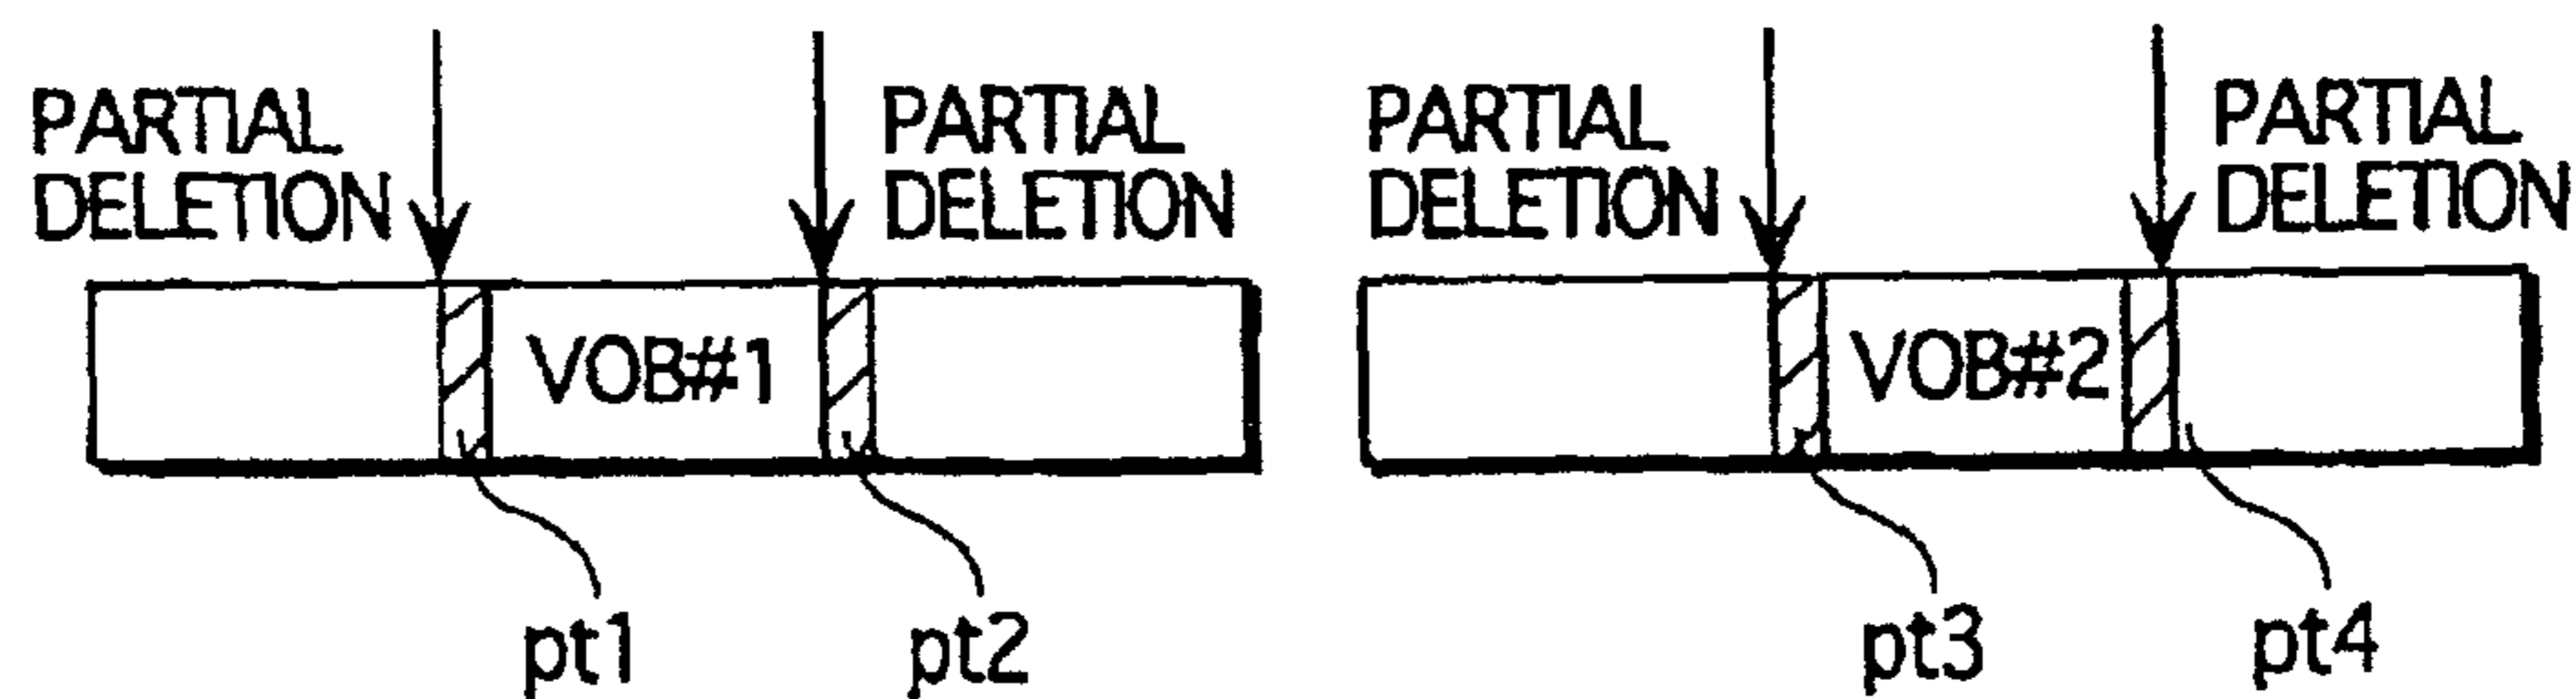 PARTIAL
DELETION
PARTIAL
DELETION
PARTIAL
DELETION
PARTIAL
DELETION
VOB#1
VOB#2
pt1
pt2
pt3
pt4